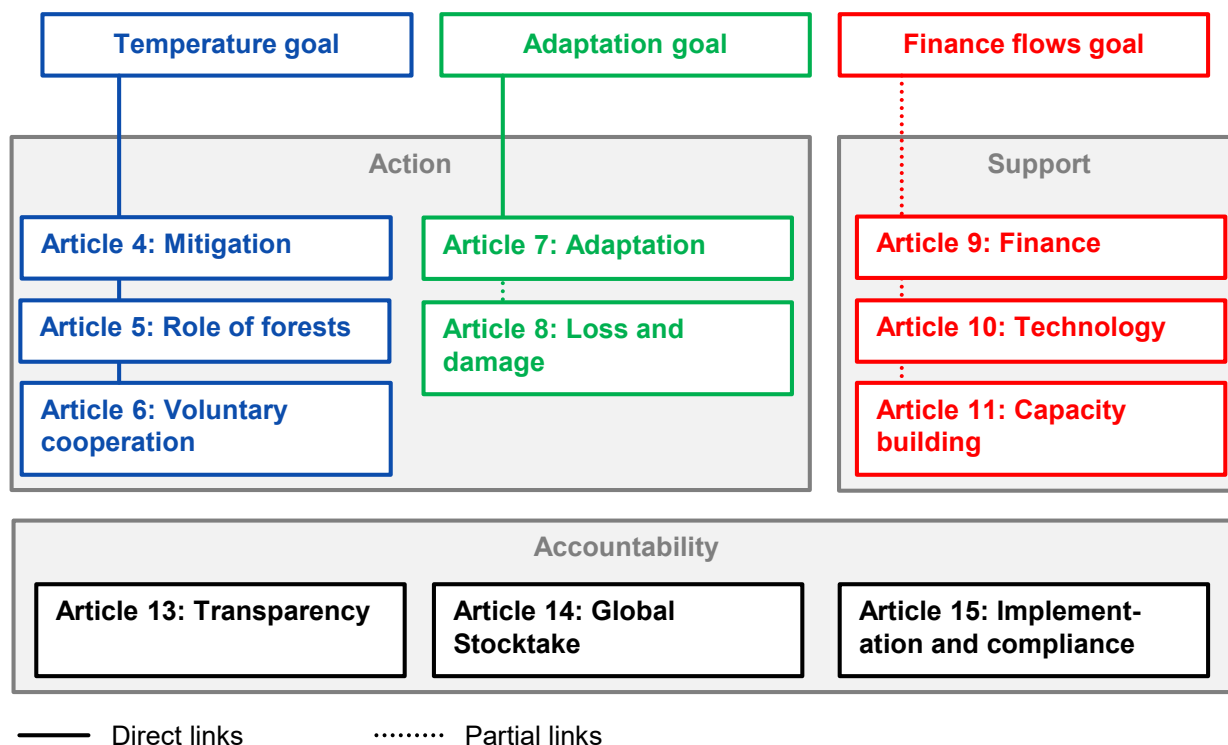 Temperature goal
Adaptation goal
Finance flows goal
Action
Support
Article 4: Mitigation
Article 5: Role of forests
Article 6: Voluntary
cooperation
Article 7: Adaptation
Article 8: Loss and
damage
Article 9: Finance
Article 10: Technology
Article 11: Capacity
building
Accountability
Article 13: Transparency
Article 14: Global
Stocktake
Article 15: Implement-
ation and compliance
Direct links
Partial links